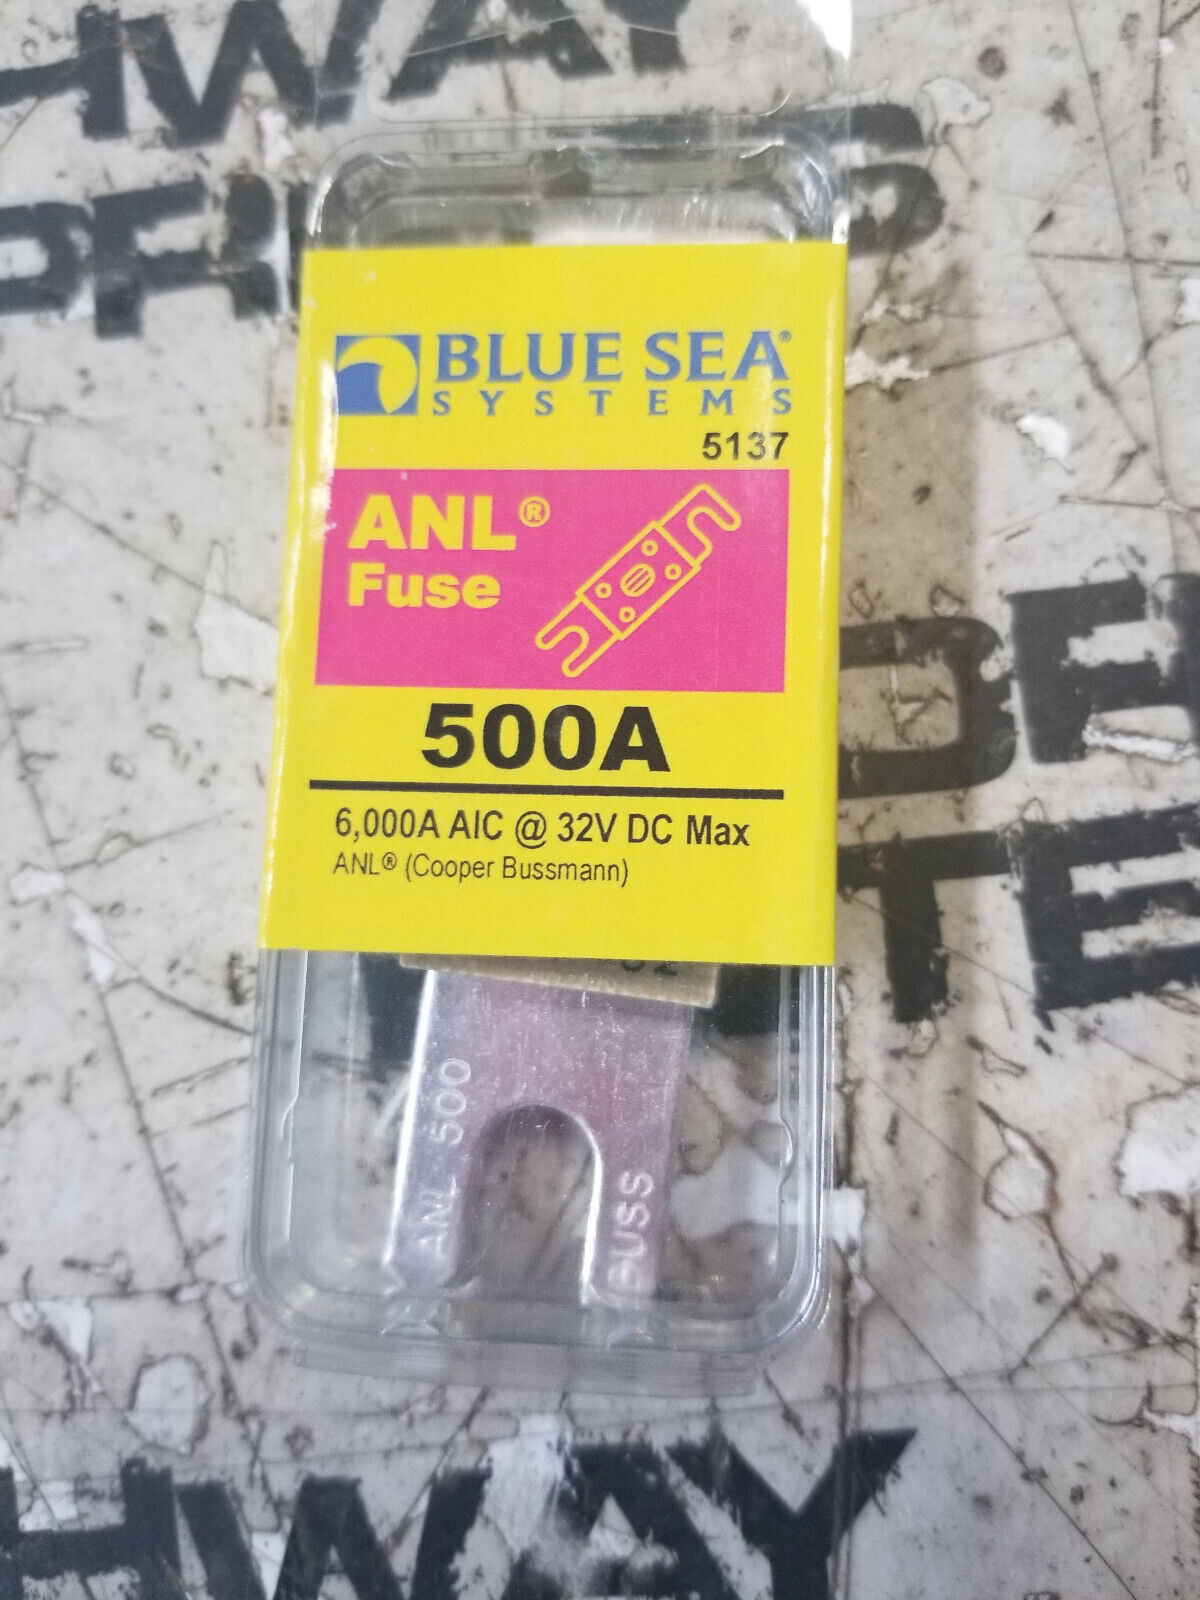 BLUE SEA®
SYSTEMS
5137
ANL®
Fuse
500A
6,000A AIC @ 32V DC Max
ANL® (Cooper Bussmann)
ANL 500
BUSS